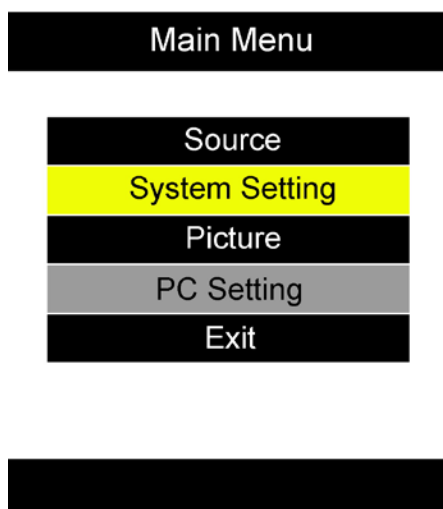 Main Menu
Source
System Setting
Picture
PC Setting
Exit